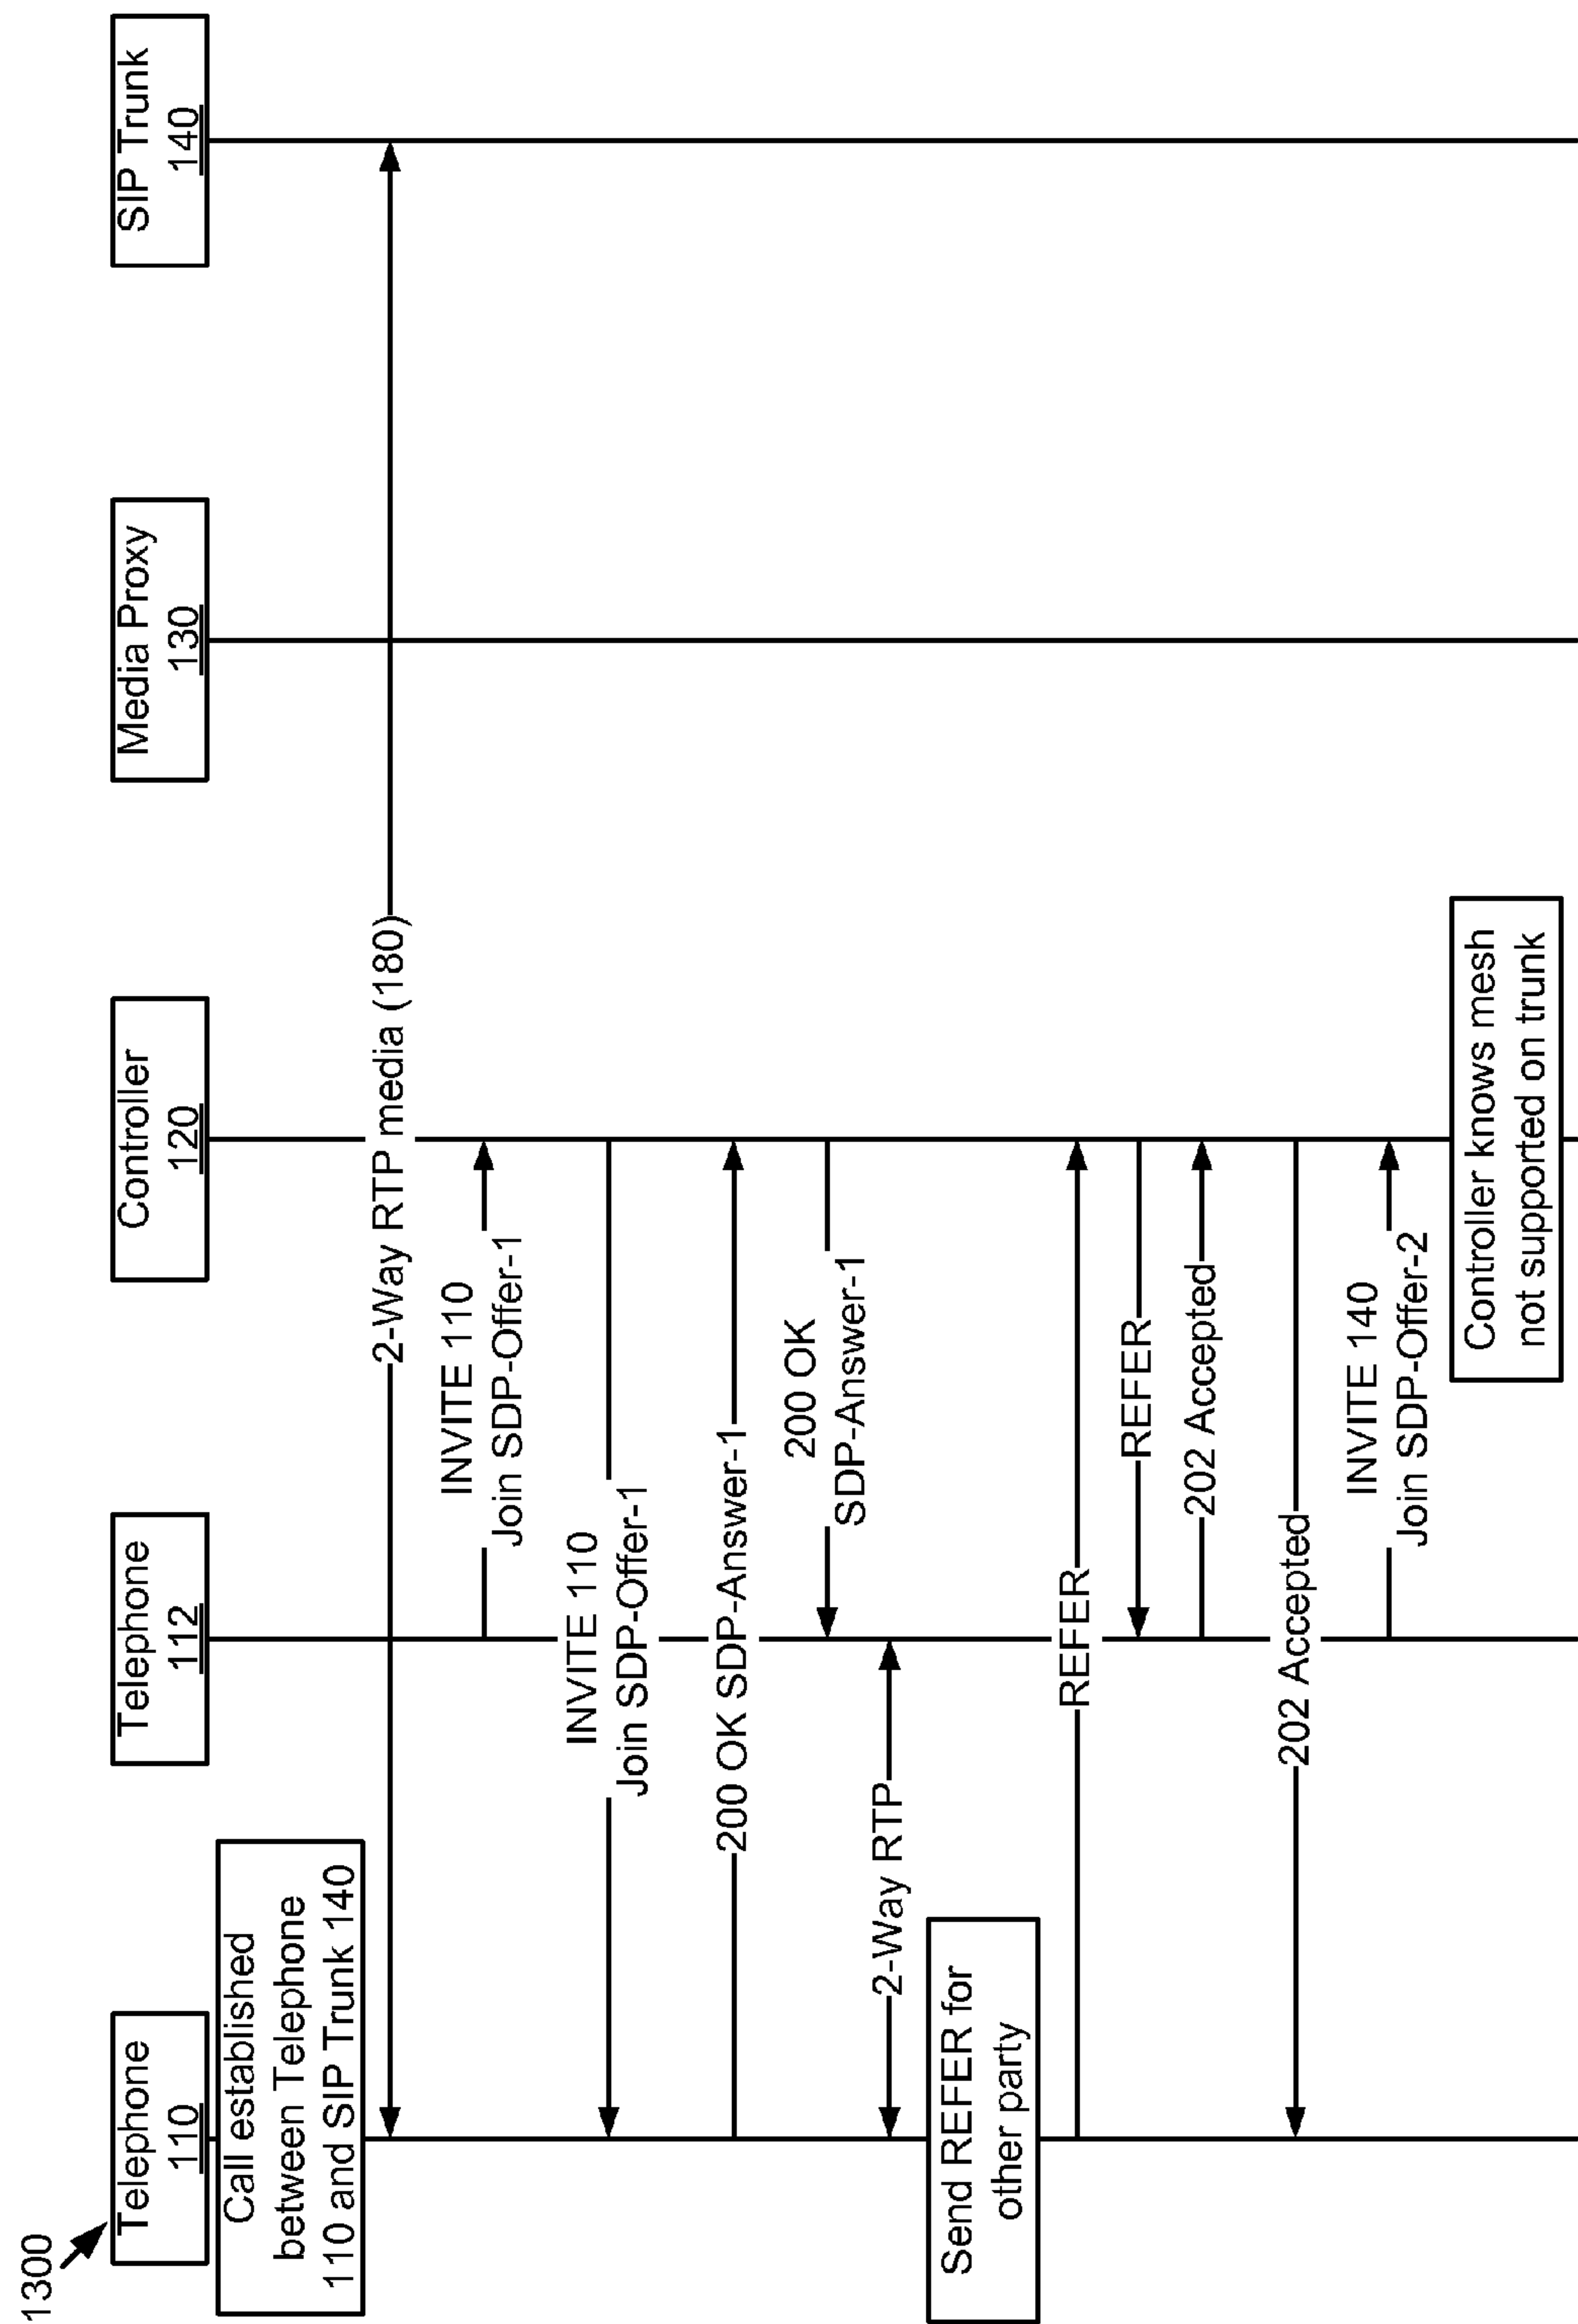 1300
Telephone
110
Telephone
112
Controller
120
Media Proxy
130
SIP Trunk
140
Call established
between Telephone
110 and SIP Trunk 140
2-Way RTP media (180)
INVITE 110
Join SDP-Offer-1
INVITE 110
Join SDP-Offer-1
200 OK SDP-Answer-1
200 OK
SDP-Answer-1
2-Way RTP
Send REFER for
other party
REFER
REFER
202 Accepted
202 Accepted
INVITE 140
Join SDP-Offer-2
Controller knows mesh
not supported on trunk